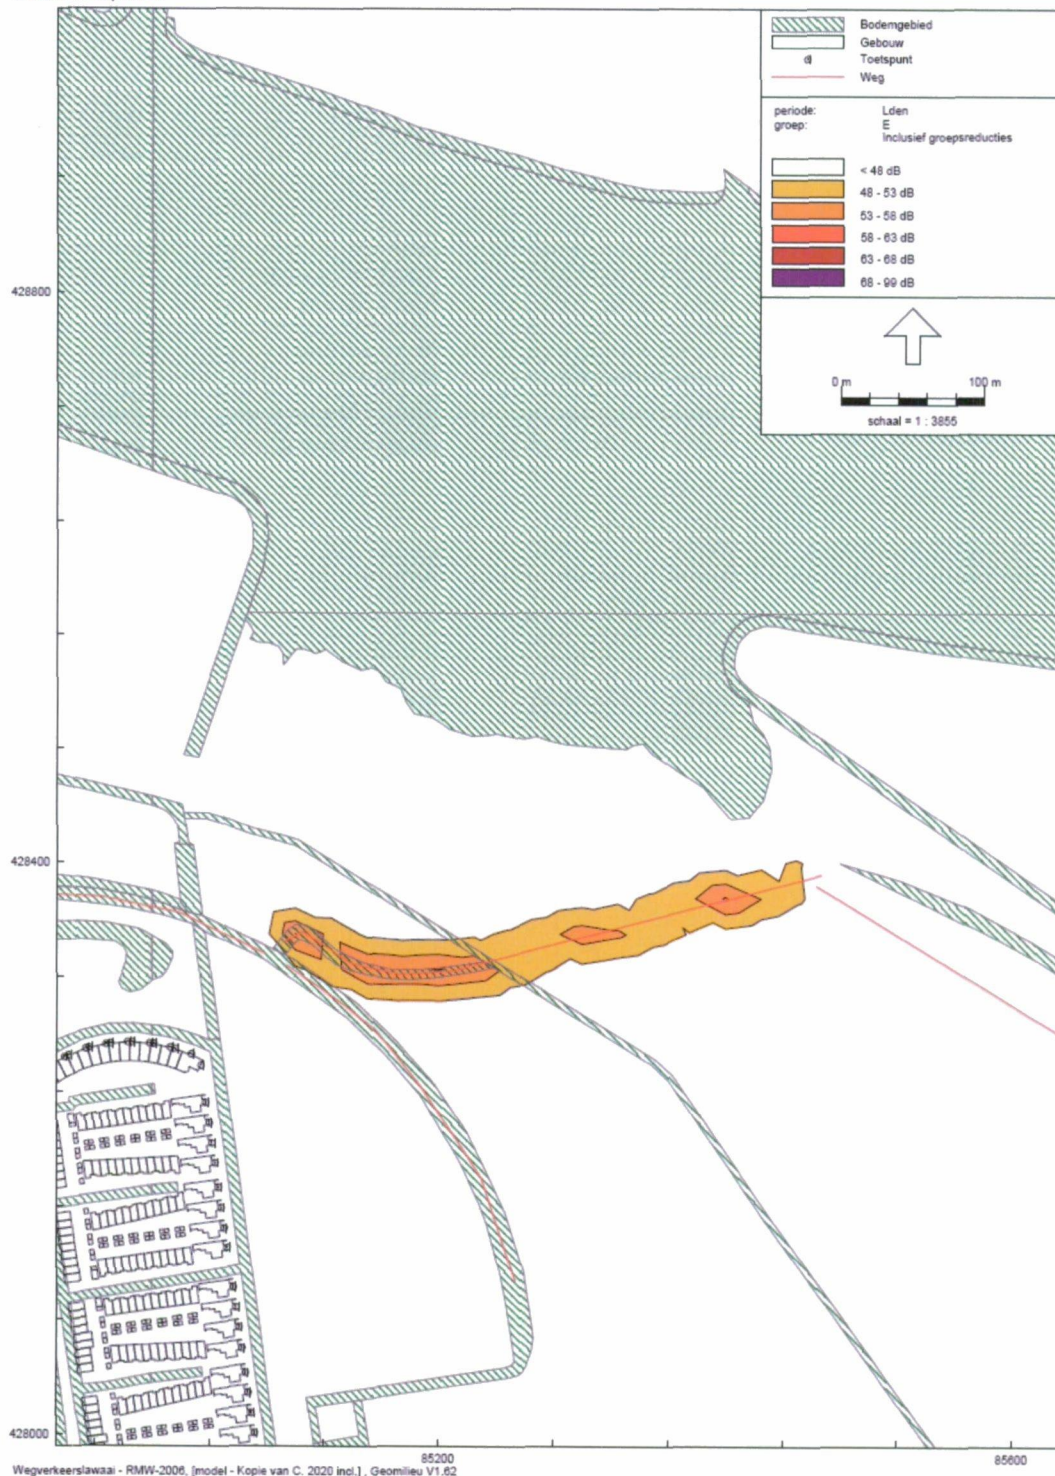 Bodemgebied
Gebouw
Toetspunt
Weg
periode: Lden
groep: E
Inclusief groepsreducties
< 48 dB
48 - 53 dB
53 - 58 dB
58 - 63 dB
63 - 68 dB
68 - 99 dB
0 m 100 m
schaal = 1 : 3855
428800
428400
428000
85200 85600
Wegverkeerslawaai - RMW-2006, [model - Kopie van C. 2020 incl.] , Geomilieu V1.62